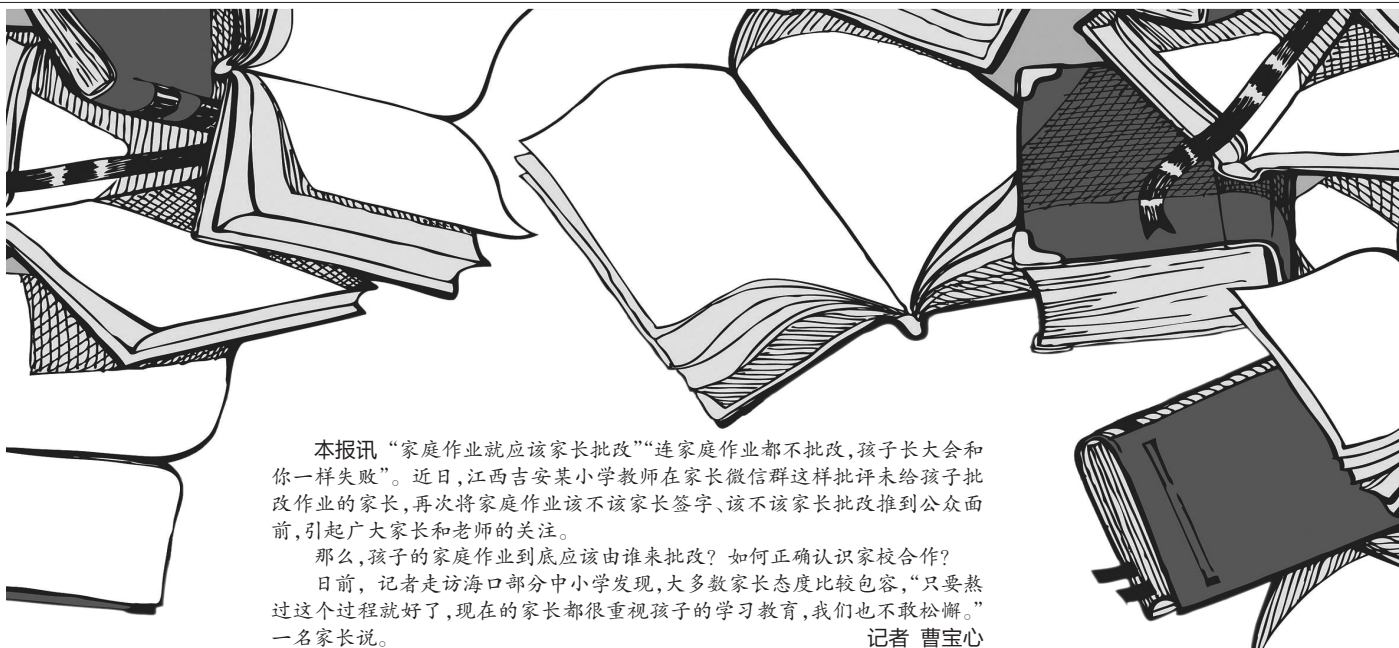 本报讯 “家庭作业就应该家长批改”“连家庭作业都不批改,孩子长大会和
你一样失败”。近日,江西吉安某小学教师在家长微信群这样批评未给孩子批
改作业的家长,再次将家庭作业该不该家长签字、该不该家长批改推到公众面
前,引起广大家长和老师的关注。
那么,孩子的家庭作业到底应该由谁来批改？如何正确认识家校合作？
日前，记者走访海口部分中小学发现,大多数家长态度比较包容,“只要熬
过这个过程就好了,现在的家长都很重视孩子的学习教育,我们也不敢松懈。”
一名家长说。 记者 曹宝心